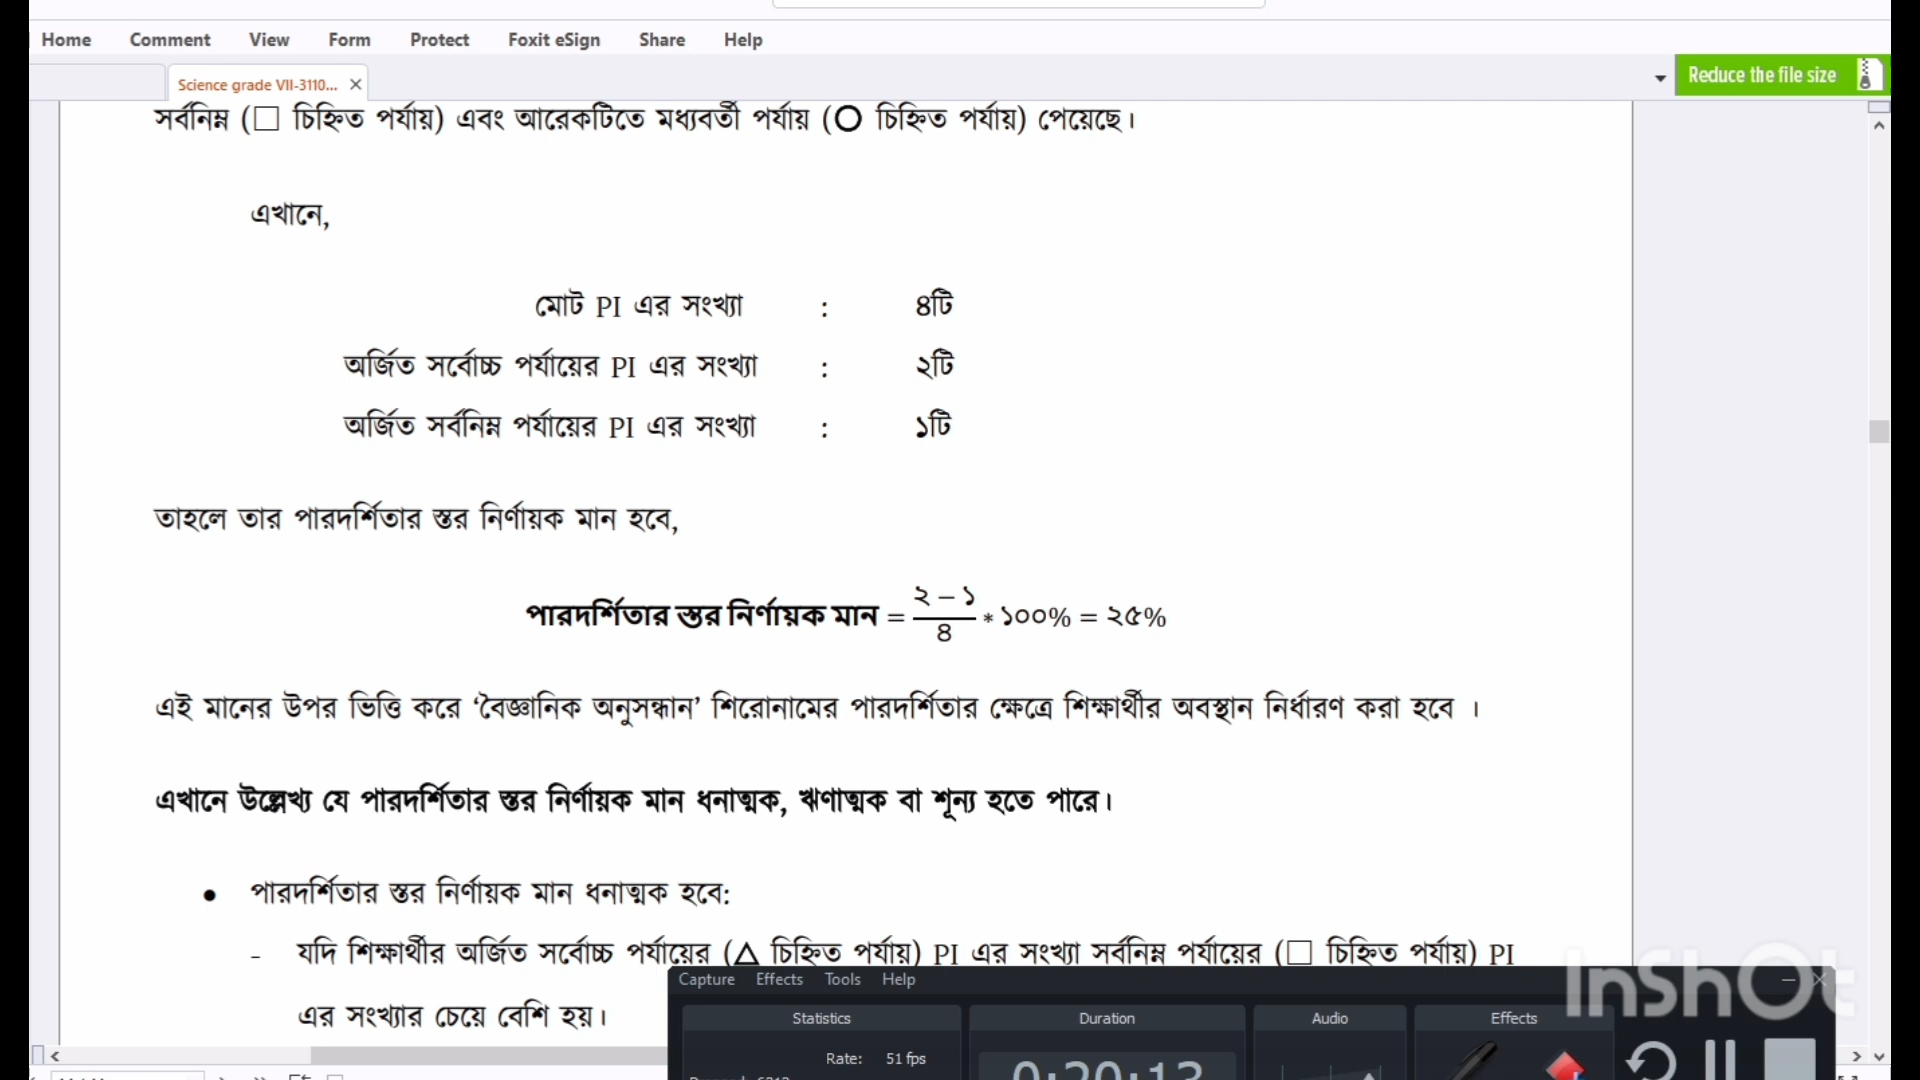 Home Comment View Form Protect Foxit eSign Share Help
Science grade VII-3110...
Reduce the file size
সর্বনিম্ন (□ চিহ্নিত পর্যায়) এবং আরেকটিতে মধ্যবর্তী পর্যায় (○ চিহ্নিত পর্যায়) পেয়েছে।
এখানে,
মোট PI এর সংখ্যা : ৪টি
অর্জিত সর্বোচ্চ পর্যায়ের PI এর সংখ্যা : ২টি
অর্জিত সর্বনিম্ন পর্যায়ের PI এর সংখ্যা : ১টি
তাহলে তার পারদর্শিতার স্তর নির্ণায়ক মান হবে,
২ – ১
পারদর্শিতার স্তর নির্ণায়ক মান = * ১০০% = ২৫%
৪
এই মানের উপর ভিত্তি করে ‘বৈজ্ঞানিক অনুসন্ধান’ শিরোনামের পারদর্শিতার ক্ষেত্রে শিক্ষার্থীর অবস্থান নির্ধারণ করা হবে ।
এখানে উল্লেখ্য যে পারদর্শিতার স্তর নির্ণায়ক মান ধনাত্মক, ঋণাত্মক বা শূন্য হতে পারে।
• পারদর্শিতার স্তর নির্ণায়ক মান ধনাত্মক হবে:
- যদি শিক্ষার্থীর অর্জিত সর্বোচ্চ পর্যায়ের (△ চিহ্নিত পর্যায়) PI এর সংখ্যা সর্বনিম্ন পর্যায়ের (□ চিহ্নিত পর্যায়) PI
এর সংখ্যার চেয়ে বেশি হয়।
Capture Effects Tools Help
InShOt
Statistics Duration Audio Effects
Rate: 51 fps
0:20:13